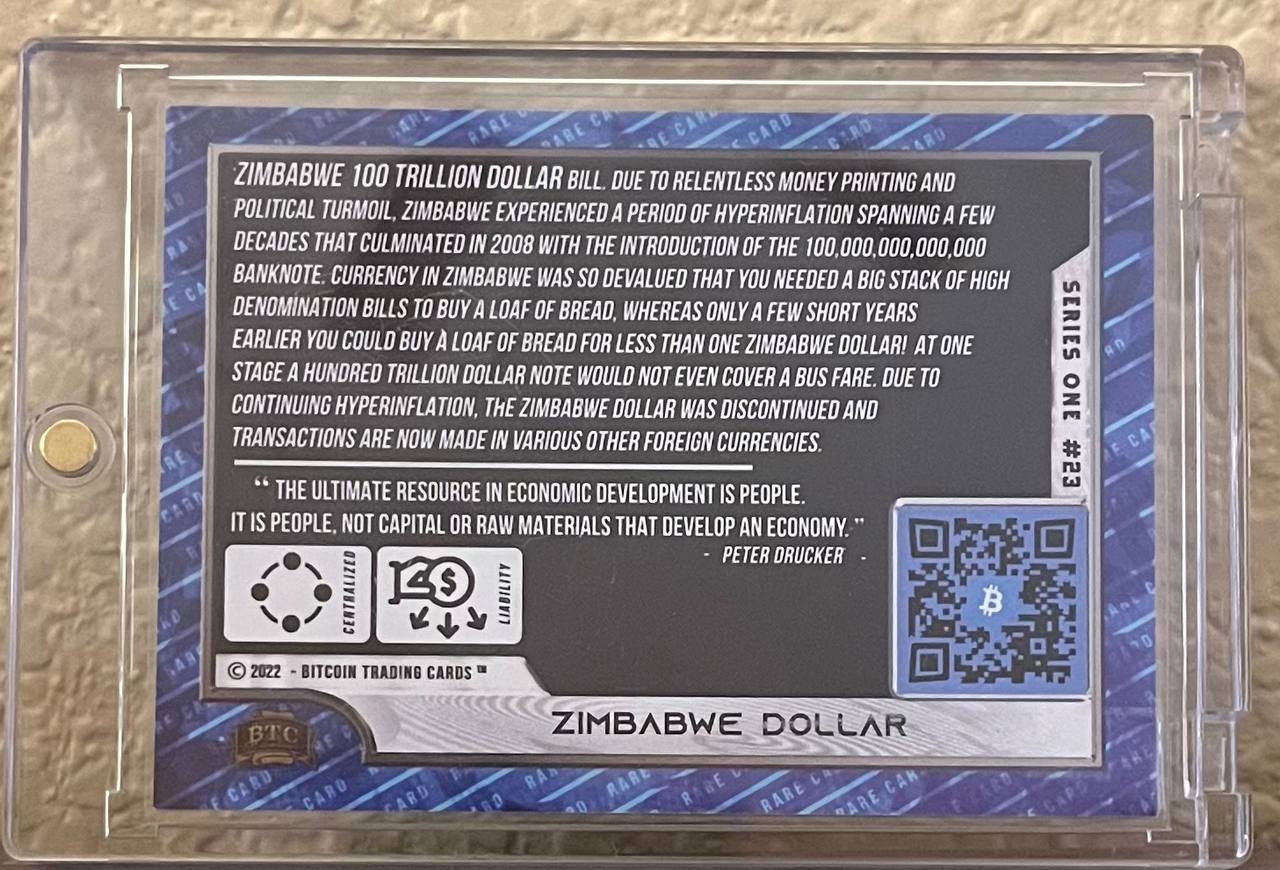 ZIMBABWE 100 TRILLION DOLLAR BILL. DUE TO RELENTLESS MONEY PRINTING AND
POLITICAL TURMOIL, ZIMBABWE EXPERIENCED A PERIOD OF HYPERINFLATION SPANNING A FEW
DECADES THAT CULMINATED IN 2008 WITH THE INTRODUCTION OF THE 100,000,000,000,000
BANKNOTE. CURRENCY IN ZIMBABWE WAS SO DEVALUED THAT YOU NEEDED A BIG STACK OF HIGH
DENOMINATION BILLS TO BUY A LOAF OF BREAD, WHEREAS ONLY A FEW SHORT YEARS
EARLIER YOU COULD BUY A LOAF OF BREAD FOR LESS THAN ONE ZIMBABWE DOLLAR! AT ONE
STAGE A HUNDRED TRILLION DOLLAR NOTE WOULD NOT EVEN COVER A BUS FARE. DUE TO
CONTINUING HYPERINFLATION, THE ZIMBABWE DOLLAR WAS DISCONTINUED AND
TRANSACTIONS ARE NOW MADE IN VARIOUS OTHER FOREIGN CURRENCIES.
SERIES ONE #23
“ THE ULTIMATE RESOURCE IN ECONOMIC DEVELOPMENT IS PEOPLE.
IT IS PEOPLE, NOT CAPITAL OR RAW MATERIALS THAT DEVELOP AN ECONOMY.”
- PETER DRUCKER -
CENTRALIZED
LIABILITY
© 2022 - BITCOIN TRADING CARDS ™
ZIMBABWE DOLLAR
BTC
RARE CARD